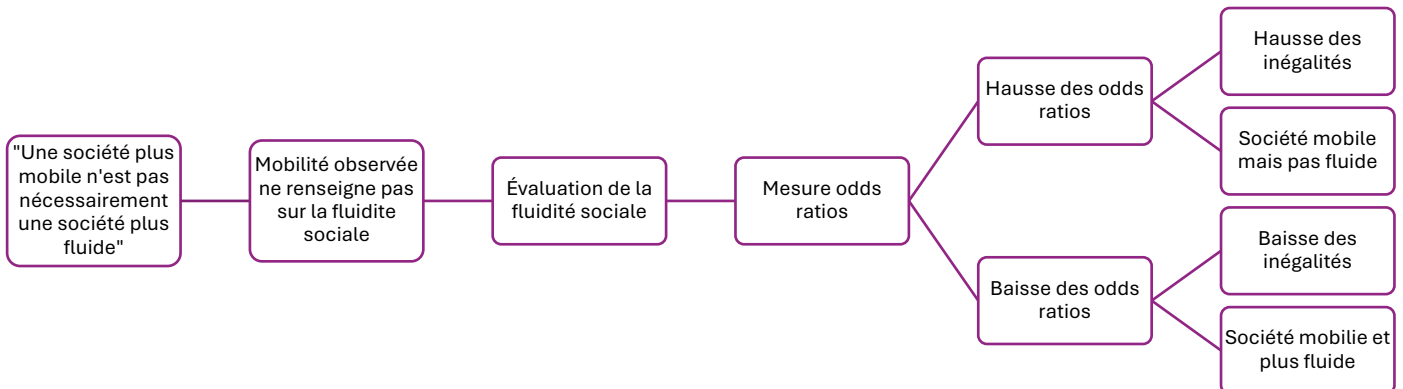 "Une société plus
mobile n'est pas
nécessairement
une société plus
fluide"
Mobilité observée
ne renseigne pas
sur la fluidite
sociale
Évaluation de la
fluidité sociale
Mesure odds
ratios
Hausse des odds
ratios
Hausse des
inégalités
Société mobile
mais pas fluide
Baisse des odds
ratios
Baisse des
inégalités
Société mobilie et
plus fluide